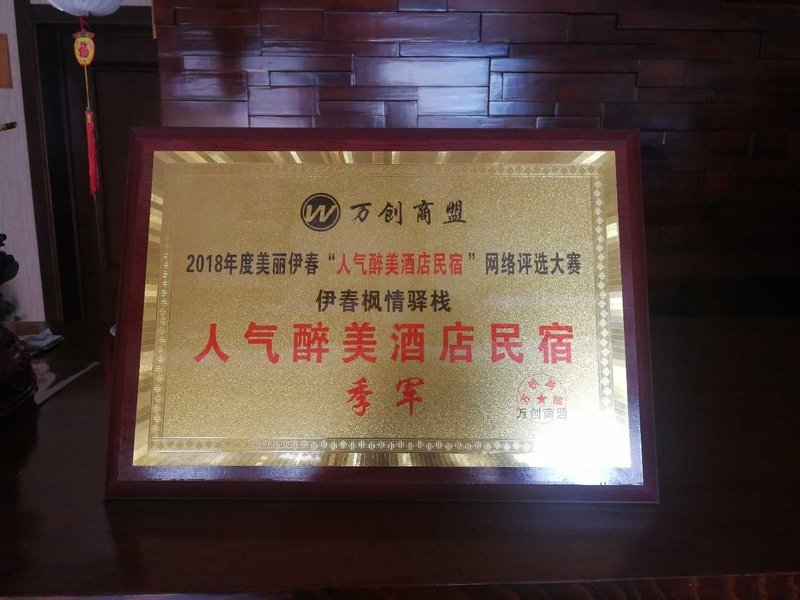 福
W 万创商盟
2018年度美丽伊春“人气醉美酒店民宿”网络评选大赛
伊春枫情驿栈
人气醉美酒店民宿
季军
万创商盟